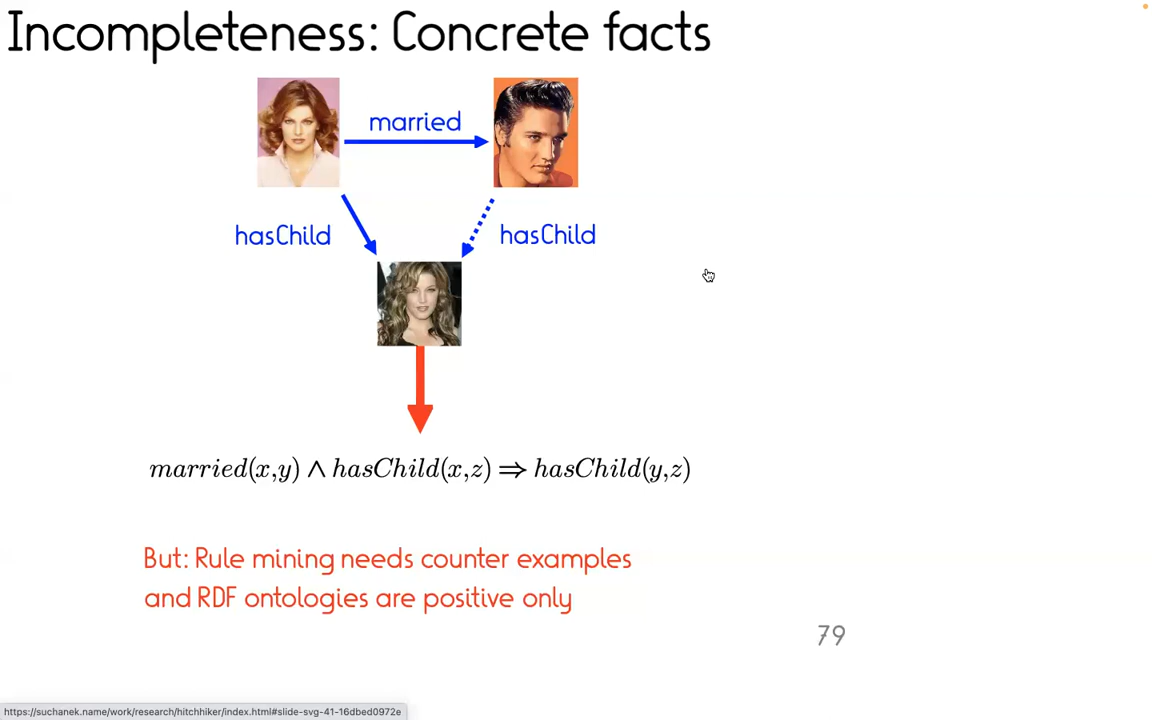 Incompleteness: Concrete facts
married
hasChild
hasChild
married(x,y) ∧ hasChild(x,z) ⇒ hasChild(y,z)
But: Rule mining needs counter examples
and RDF ontologies are positive only
79
https://suchanek.name/work/research/hitchhiker/index.html#slide-svg-41-16dbed0972e